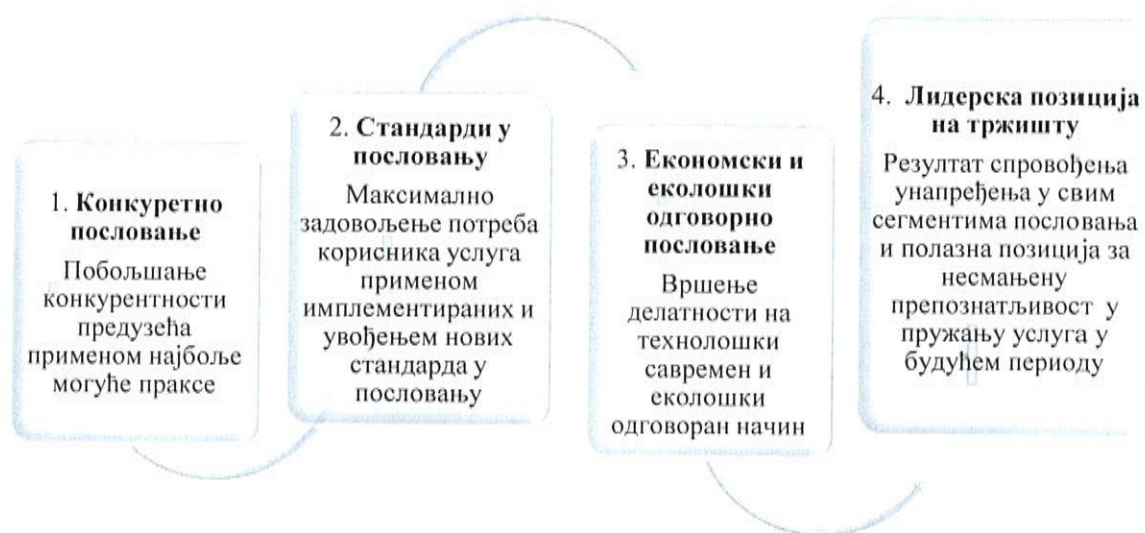 1. Конкуретно
пословање
Побољшање
конкурентности
предузећа
применом најбоље
могуће праксе
2. Стандарди у
пословању
Максимално
задовољење потреба
корисника услуга
применом
имплементираних и
увођењем нових
стандарда у
пословању
3. Економски и
еколошки
одговорно
пословање
Вршење
делатности на
технолошки
савремен и
еколошки
одговоран начин
4. Лидерска позиција
на тржишту
Резултат спровођења
унапређења у свим
сегментима пословања
и полазна позиција за
несмањену
препознатљивост у
пружању услуга у
будућем периоду